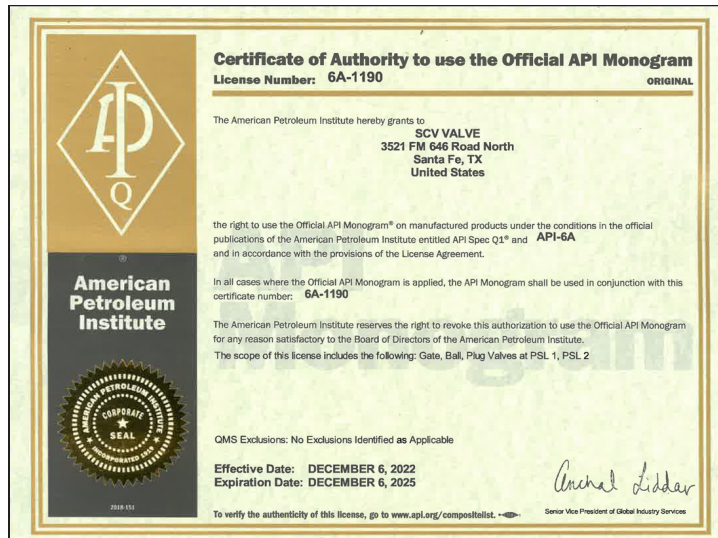 Certificate of Authority to use the Official API Monogram
License Number: 6A-1190
ORIGINAL
The American Petroleum Institute hereby grants to
SCV VALVE
3521 FM 646 Road North
Santa Fe, TX
United States
the right to use the Official API Monogram® on manufactured products under the conditions in the official
publications of the American Petroleum Institute entitled API Spec Q1® and API-6A
and in accordance with the provisions of the License Agreement.
In all cases where the Official API Monogram is applied, the API Monogram shall be used in conjunction with this
certificate number: 6A-1190
The American Petroleum Institute reserves the right to revoke this authorization to use the Official API Monogram
for any reason satisfactory to the Board of Directors of the American Petroleum Institute.
The scope of this license includes the following: Gate, Ball, Plug Valves at PSL 1, PSL 2
QMS Exclusions: No Exclusions Identified as Applicable
Effective Date: DECEMBER 6, 2022
Expiration Date: DECEMBER 6, 2025
To verify the authenticity of this license, go to www.api.org/compositelist.
Anchal Liddar
Senior Vice President of Global Industry Services
API
Q
®
American
Petroleum
Institute
AMERICAN PETROLEUM INSTITUTE
CORPORATE
SEAL
INCORPORATED 1919
2018-151
API
Monogram